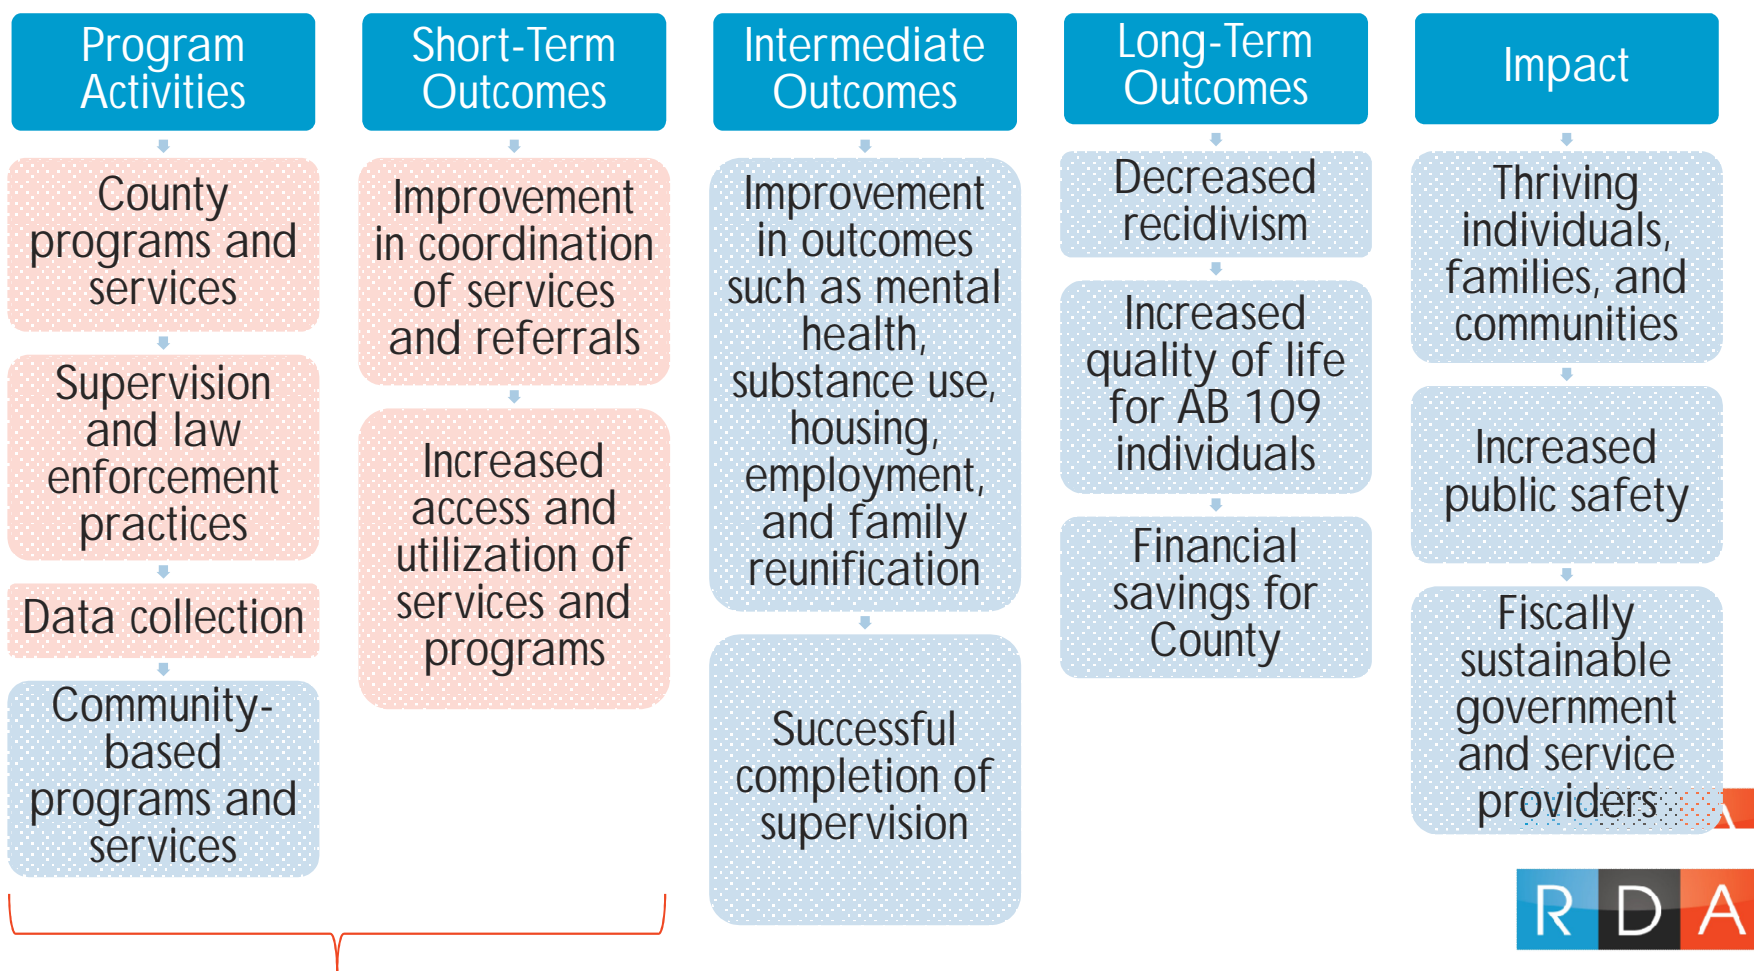 Program
Activities
County
programs and
services
Supervision
and law
enforcement
practices
Data collection
Community-
based
programs and
services
Short-Term
Outcomes
Improvement
in coordination
of services
and referrals
Increased
access and
utilization of
services and
programs
Intermediate
Outcomes
Improvement
in outcomes
such as mental
health,
substance use,
housing,
employment,
and family
reunification
Successful
completion of
supervision
Long-Term
Outcomes
Decreased
recidivism
Increased
quality of life
for AB 109
individuals
Financial
savings for
County
Impact
Thriving
individuals,
families, and
communities
Increased
public safety
Fiscally
sustainable
government
and service
providers
R D A